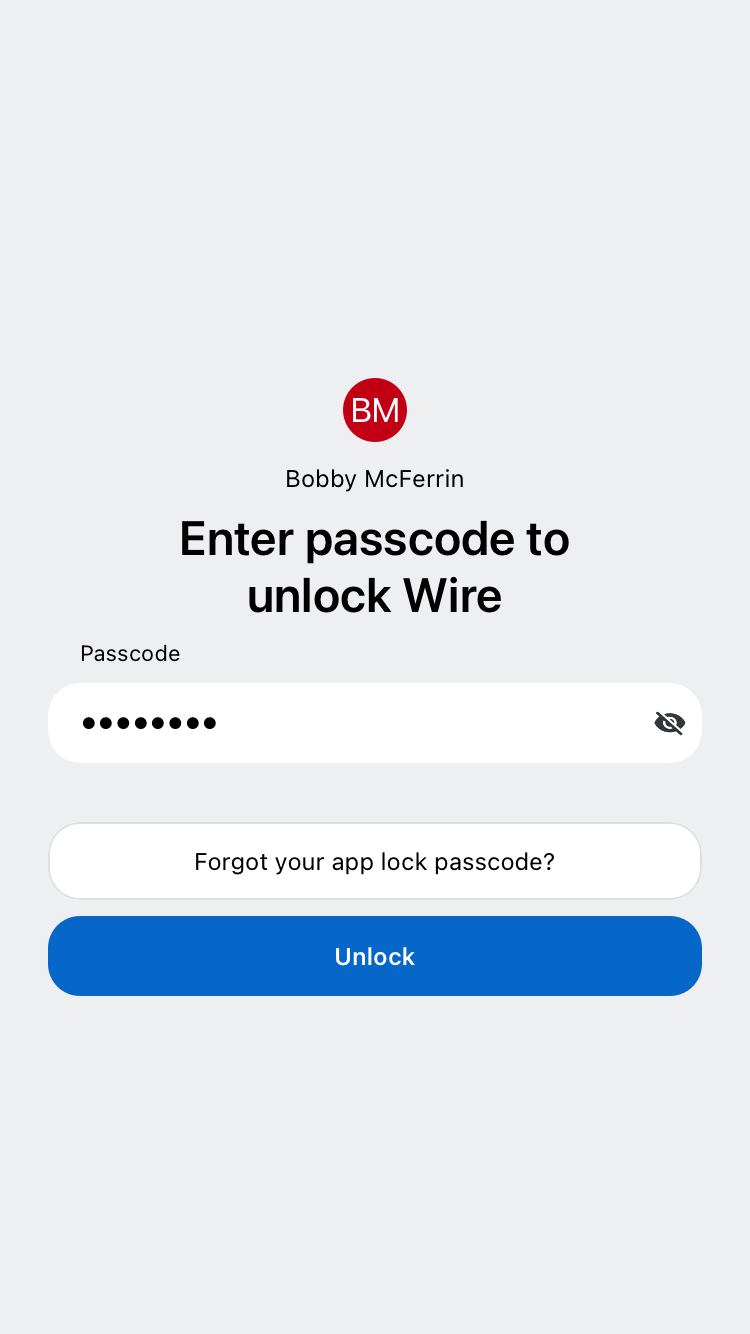 BM
Bobby McFerrin
Enter passcode to
unlock Wire
Passcode
••••••••
Forgot your app lock passcode?
Unlock